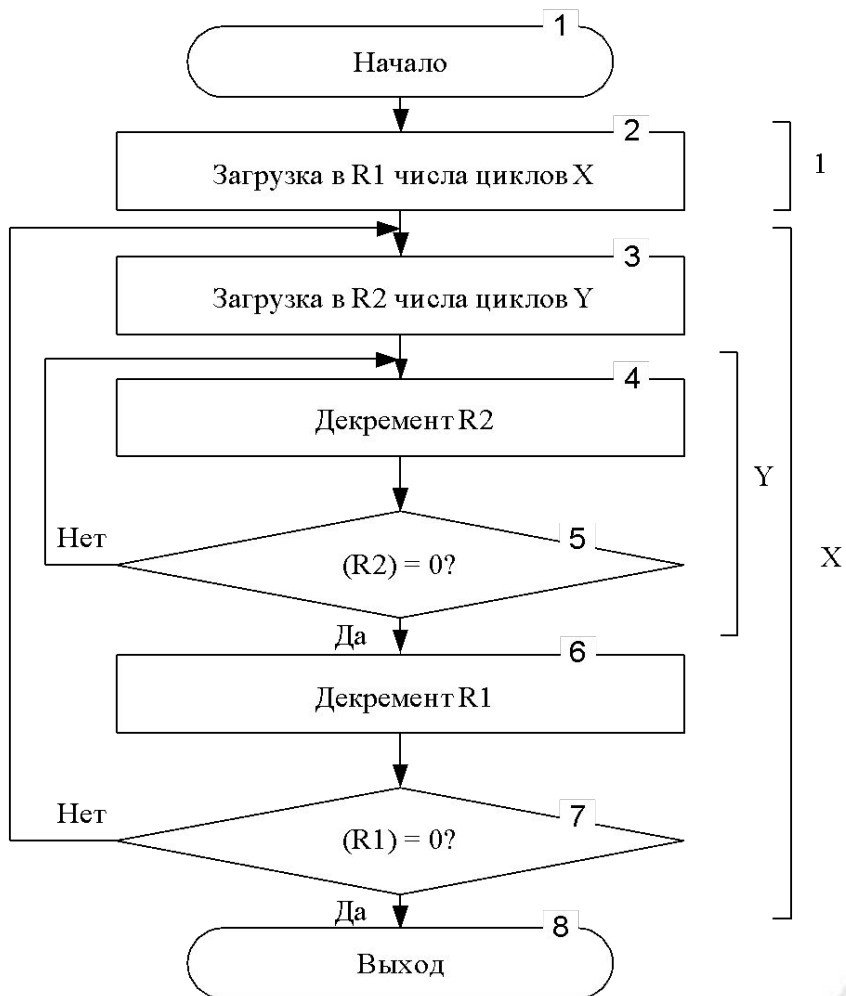 1
Начало
2
Загрузка в R1 числа циклов X
1
3
Загрузка в R2 числа циклов Y
4
Декремент R2
Y
Нет
5
(R2) = 0?
X
Да
6
Декремент R1
Нет
7
(R1) = 0?
Да
8
Выход